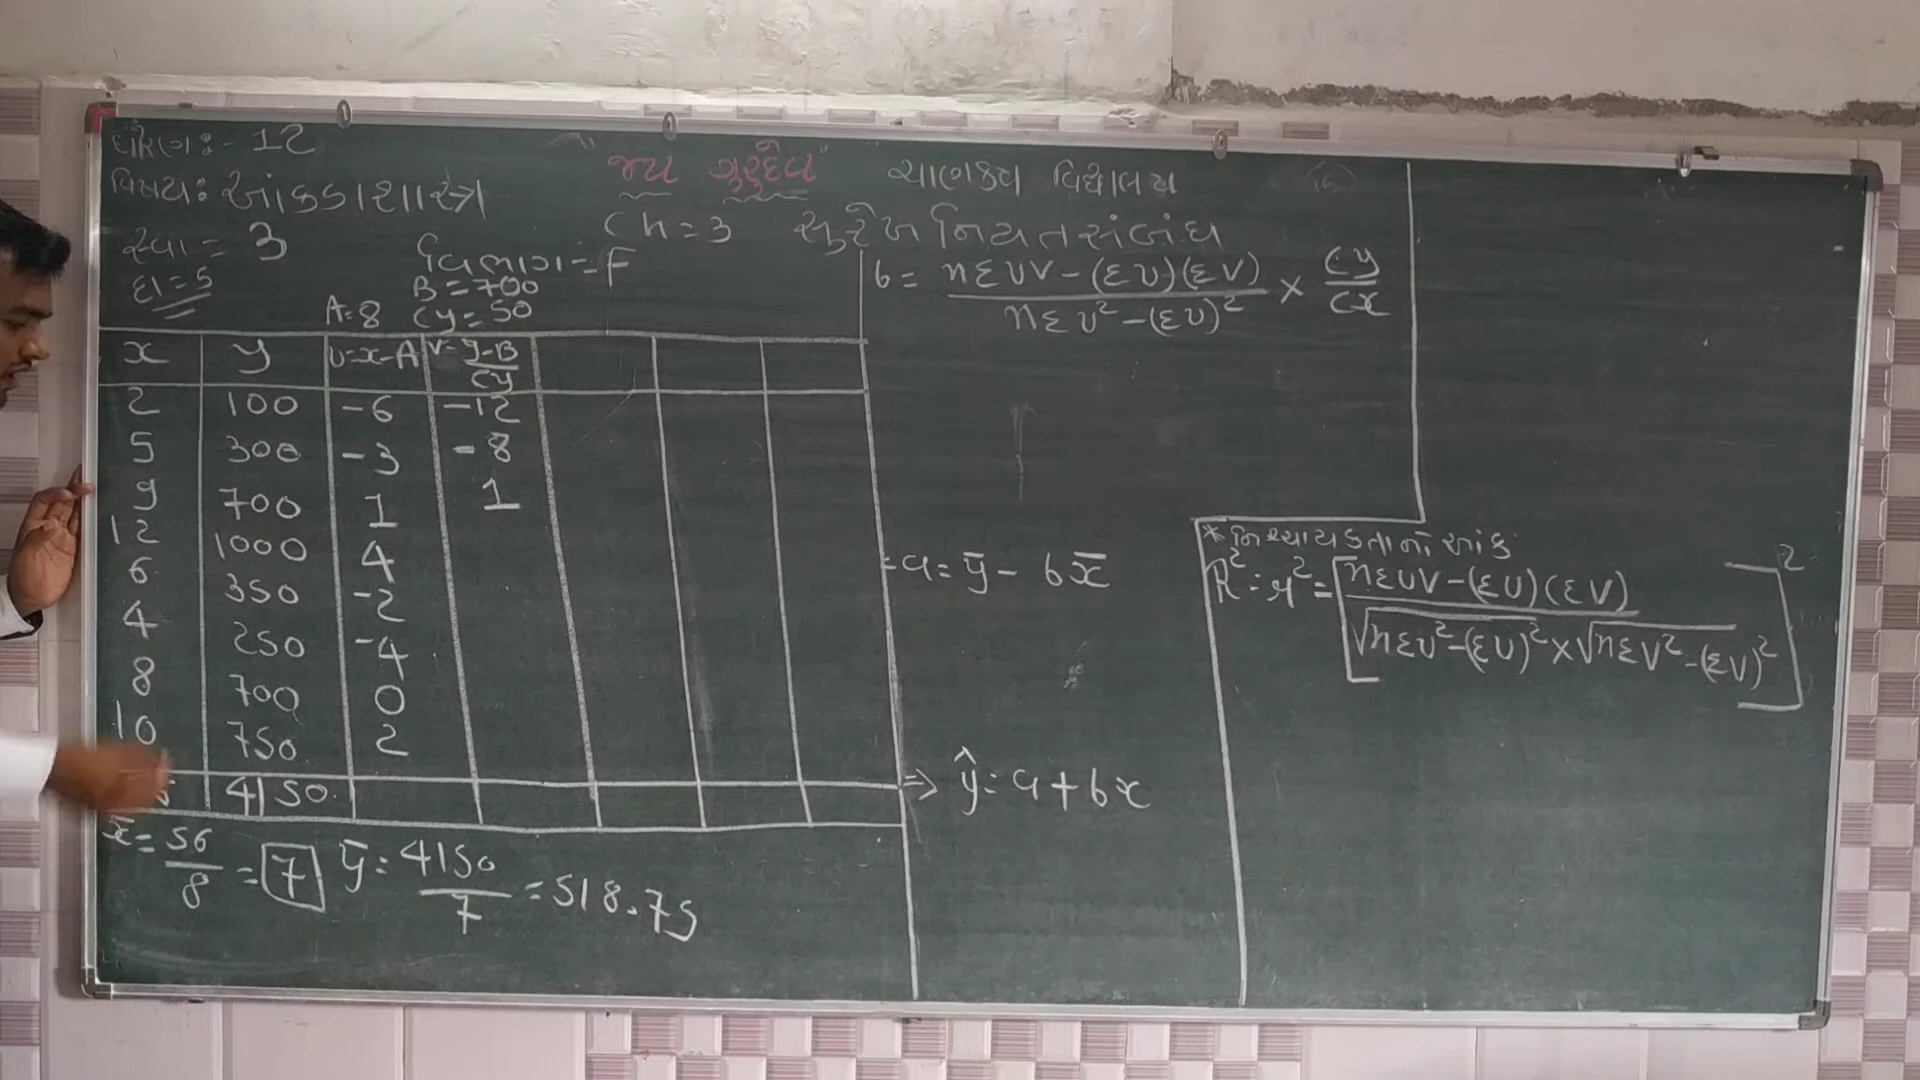 ધોરણ:- 12
વિષય: આંકડાશાસ્ત્ર
"જય ગુરુદેવ" ચાણક્ય વિદ્યાલય
Ch=3 સુરેખ નિયતસંબંધ
સ્વા= 3
દા=5
વિભાગ=F
B=700
A=8 Cy=50
x y u=x-A v=y-B/Cy
2 100 -6 -12
5 300 -3 -8
9 700 1 1
12 1000 4
6 350 -2
4 250 -4
8 700 0
10 750 2
4150
x̄=56/8=7 ȳ=4150/7=518.75
b= nΣuv-(Σu)(Σv)/nΣu²-(Σu)² × Cy/Cx
=a=ȳ-bx̄
⇒ ŷ=a+bx
* નિશ્ચાયકતાનો આંક
R²=r²=[nΣuv-(Σu)(Σv)/√nΣu²-(Σu)²×√nΣv²-(Σv)²]²